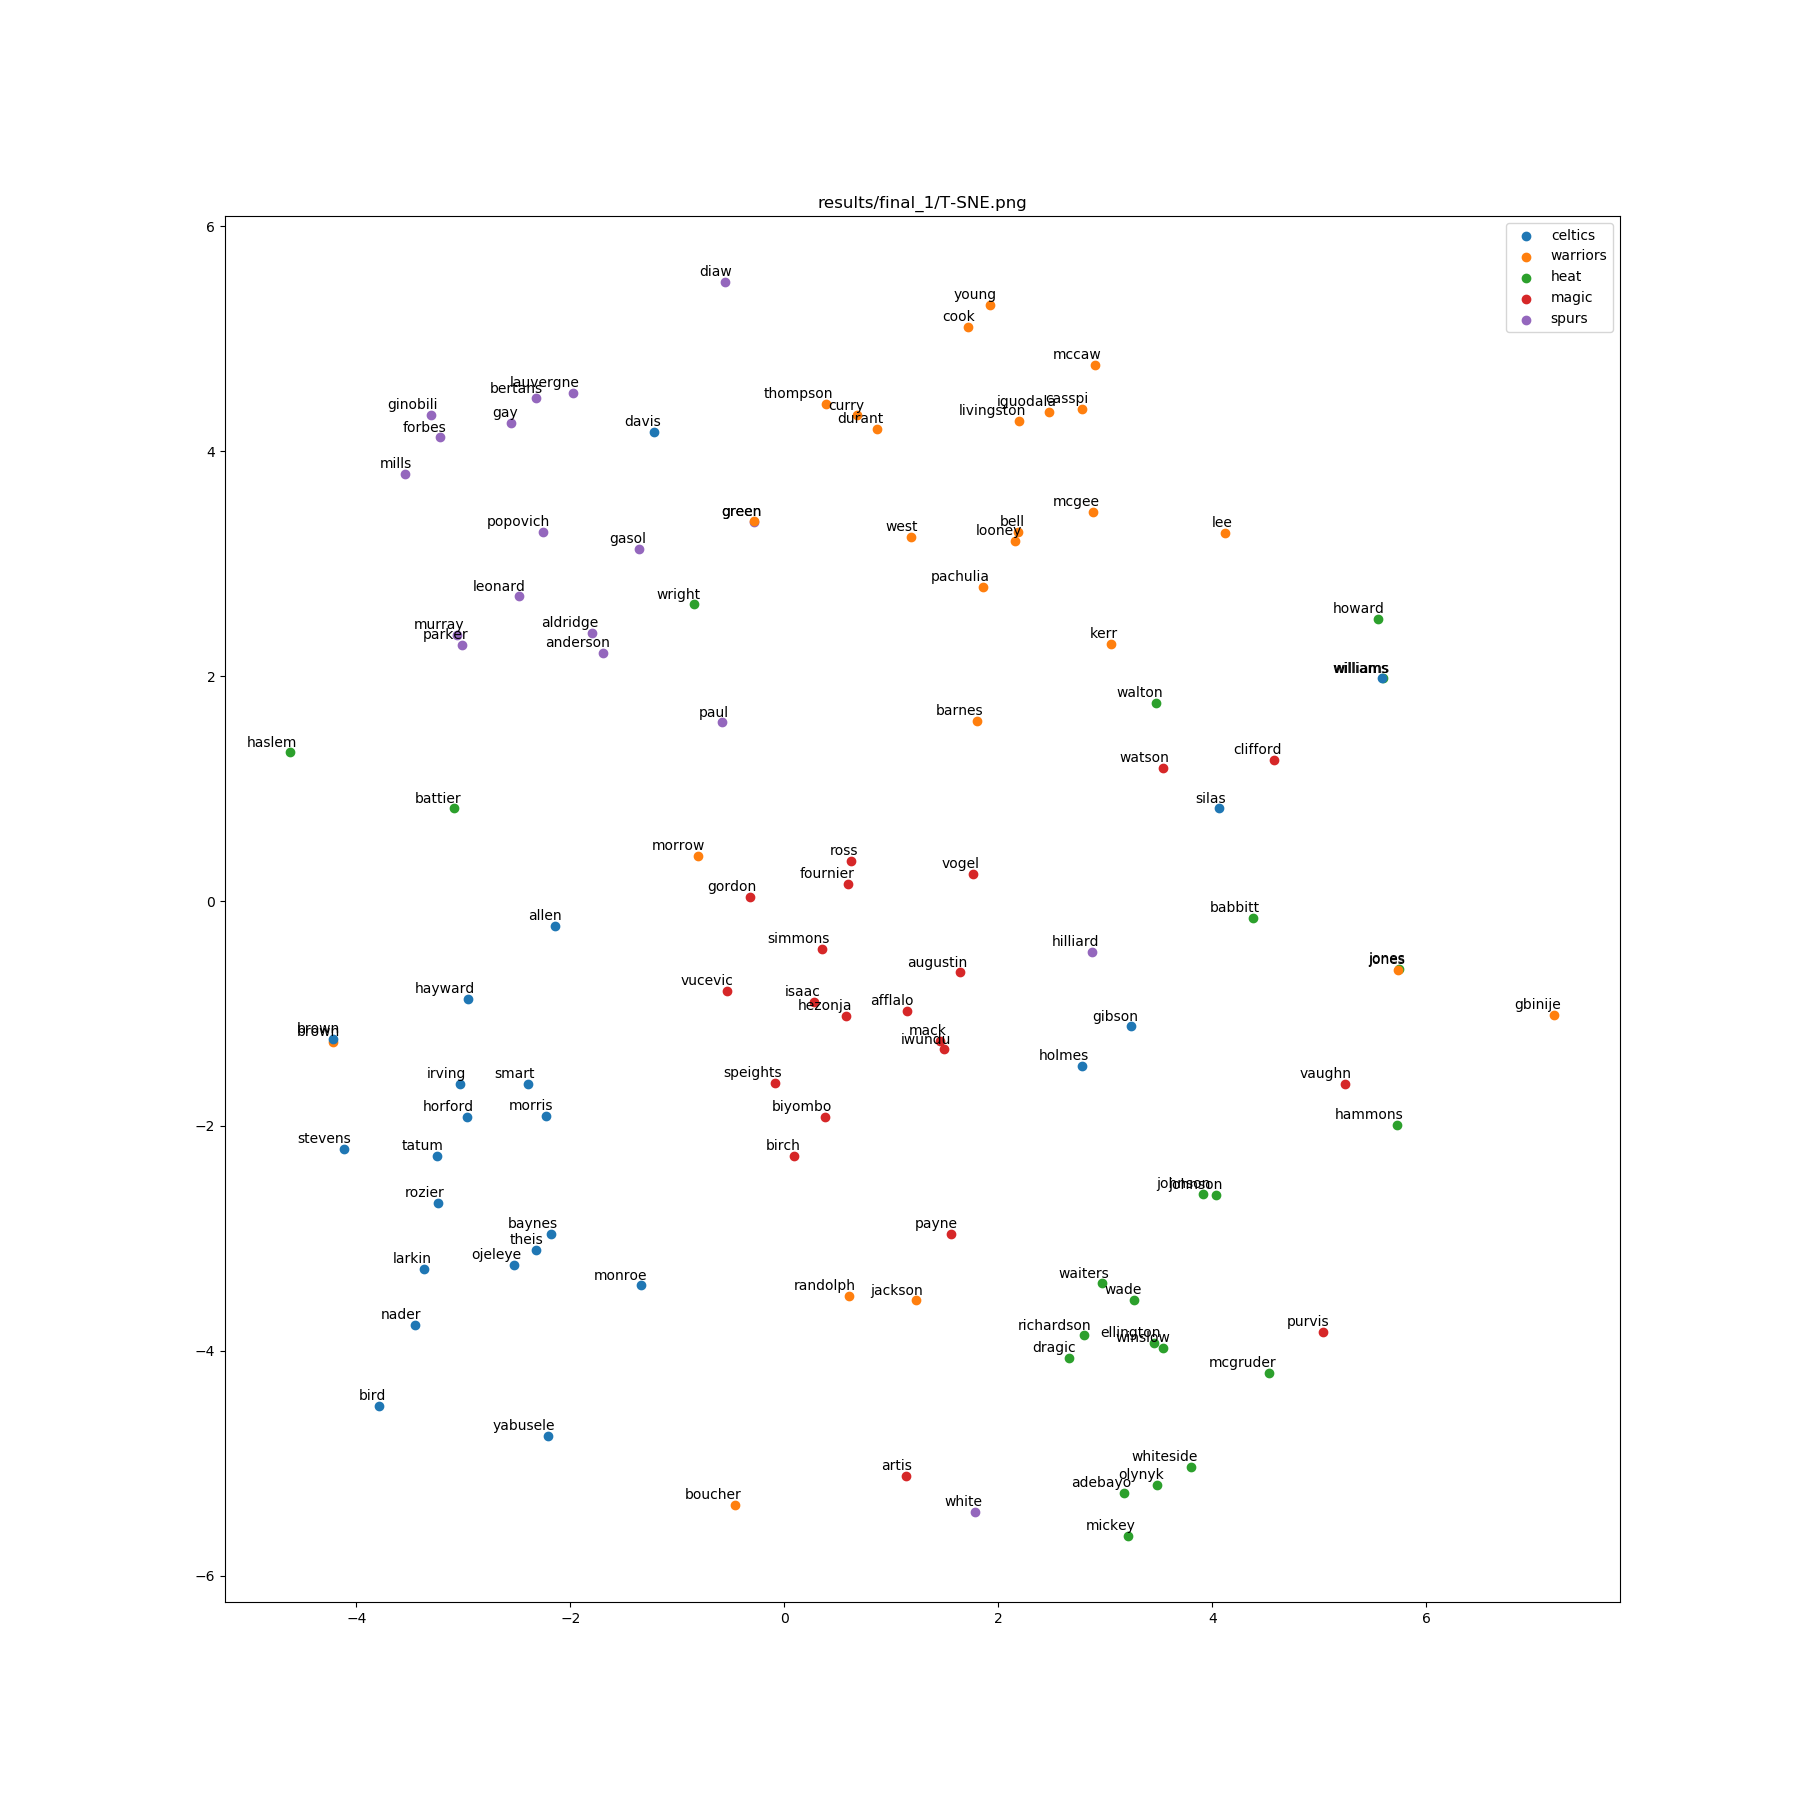 results/final_1/T-SNE.png
celtics
warriors
heat
magic
spurs
6
4
2
0
−2
−4
−6
diaw
young
cook
mccaw
lauvergne
bertans
thompson
ginobili
curry
iguodala
casspi
gay
livingston
durant
forbes
davis
mills
mcgee
green
popovich
bell
lee
west
looney
gasol
leonard
pachulia
wright
howard
murray
aldridge
parker
kerr
anderson
williams
walton
paul
barnes
haslem
clifford
watson
battier
silas
morrow
ross
vogel
fournier
gordon
allen
babbitt
simmons
hilliard
augustin
jones
vucevic
hayward
isaac
afflalo
hezonja
gbinije
gibson
brown
brown
mack
iwundu
holmes
irving
smart
speights
vaughn
horford
morris
biyombo
hammons
stevens
tatum
birch
johnson
johnson
rozier
baynes
payne
theis
ojeleye
larkin
monroe
waiters
randolph
jackson
wade
nader
richardson
purvis
ellington
winslow
dragic
mcgruder
bird
yabusele
whiteside
artis
olynyk
adebayo
boucher
white
mickey
−4
−2
0
2
4
6